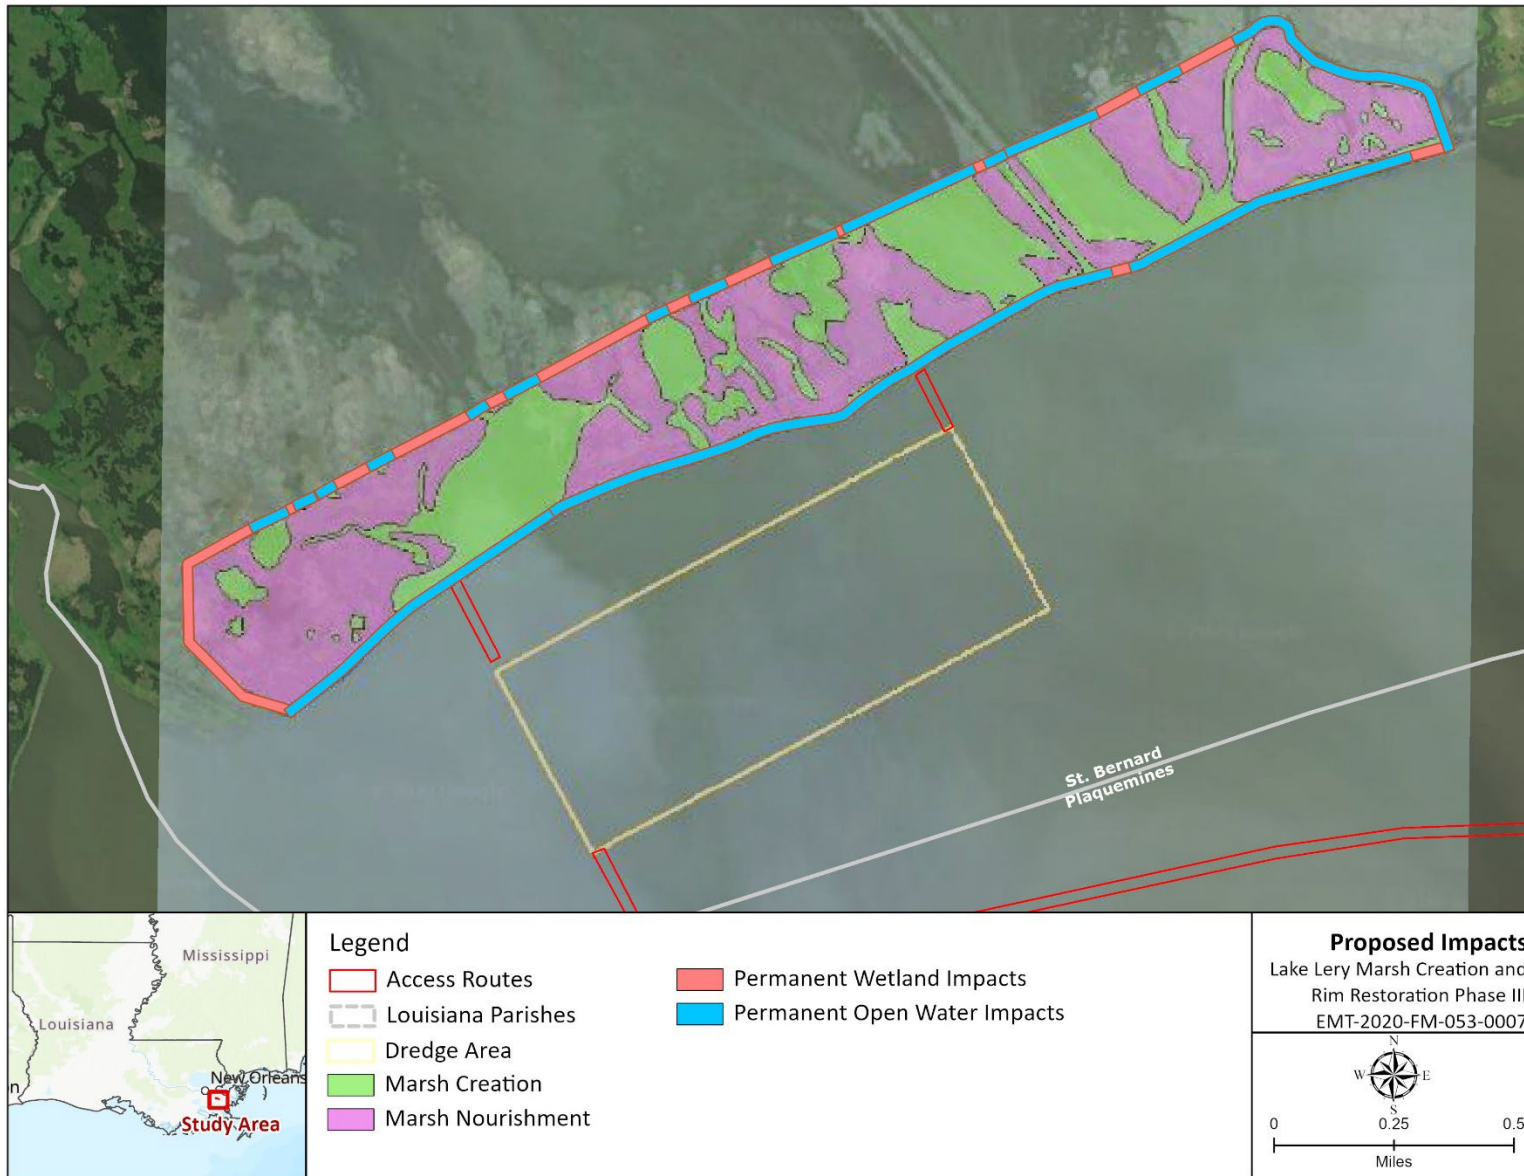 St. Bernard
Plaquemines
Mississippi
Louisiana
New Orleans
Study Area
Legend
Access Routes
Louisiana Parishes
Dredge Area
Marsh Creation
Marsh Nourishment
Permanent Wetland Impacts
Permanent Open Water Impacts
Proposed Impacts
Lake Lery Marsh Creation and
Rim Restoration Phase III
EMT-2020-FM-053-0007
N
W E
S
0 0.25 0.5
Miles